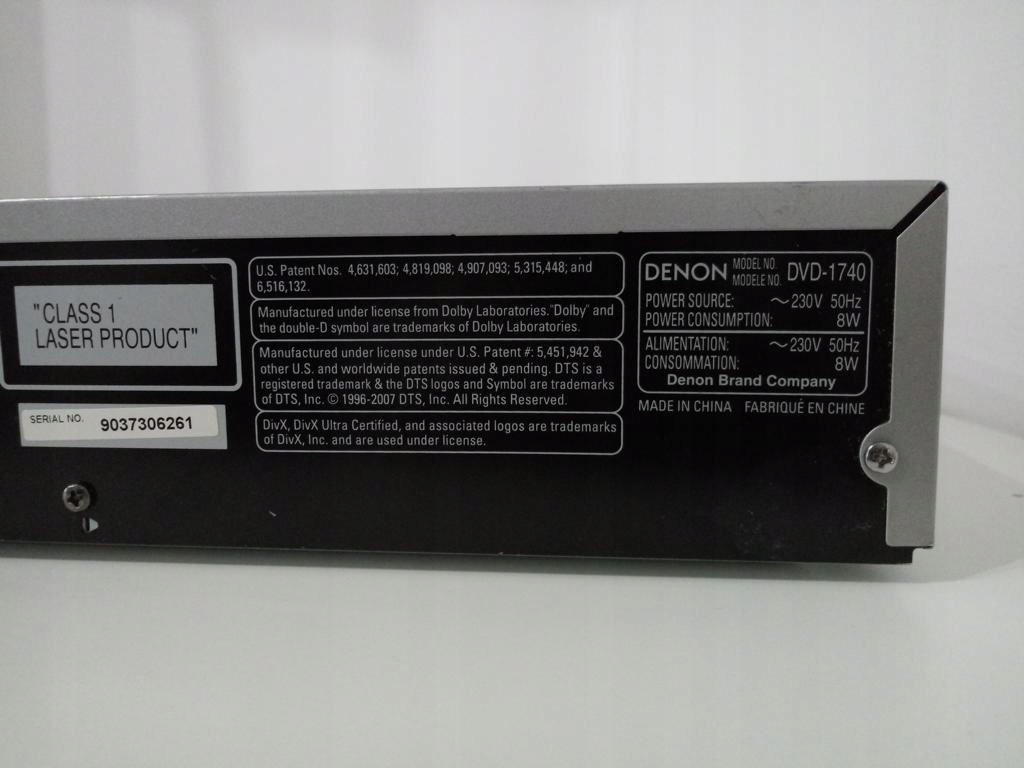 "CLASS 1
LASER PRODUCT"
SERIAL NO. 9037306261
U.S. Patent Nos. 4,631,603; 4,819,098; 4,907,093; 5,315,448; and
6,516,132.
Manufactured under license from Dolby Laboratories."Dolby" and
the double-D symbol are trademarks of Dolby Laboratories.
Manufactured under license under U.S. Patent #: 5,451,942 &
other U.S. and worldwide patents issued & pending. DTS is a
registered trademark & the DTS logos and Symbol are trademarks
of DTS, Inc. © 1996-2007 DTS, Inc. All Rights Reserved.
DivX, DivX Ultra Certified, and associated logos are trademarks
of DivX, Inc. and are used under license.
DENON MODEL NO. MODELE NO. DVD-1740
POWER SOURCE: ~230V 50Hz
POWER CONSUMPTION: 8W
ALIMENTATION: ~230V 50Hz
CONSOMMATION: 8W
Denon Brand Company
MADE IN CHINA FABRIQUÉ EN CHINE